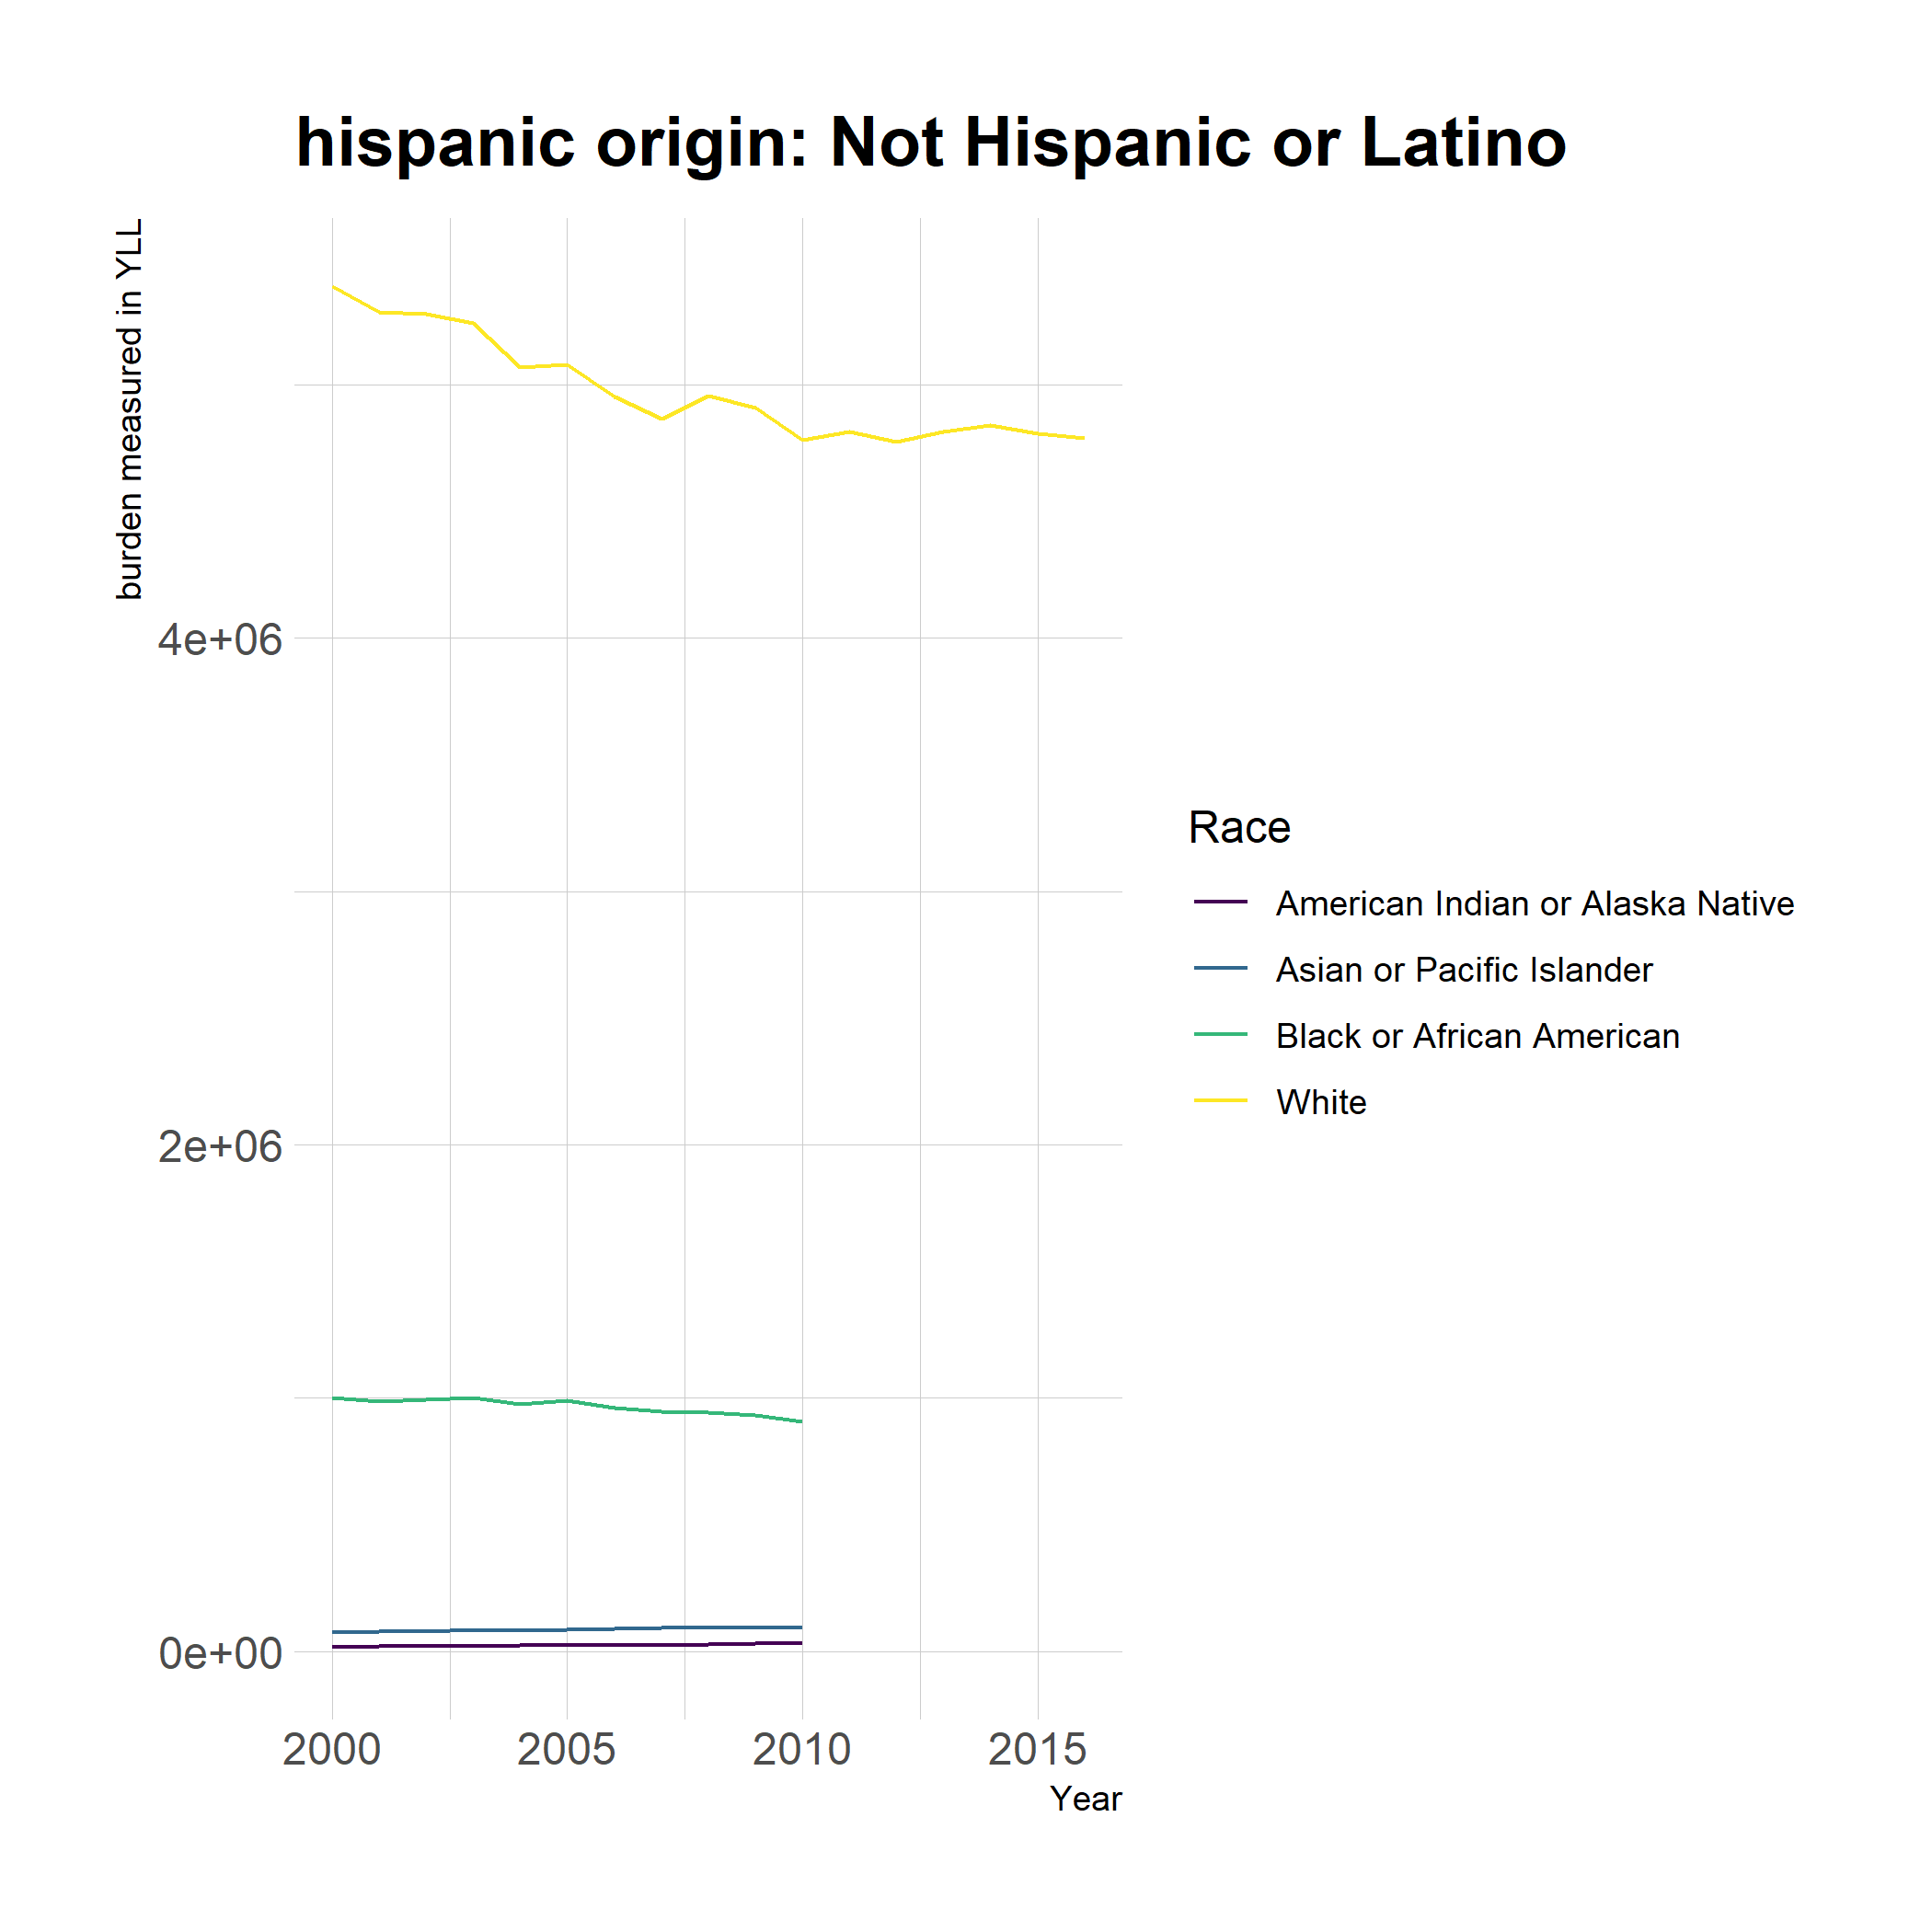 hispanic origin: Not Hispanic or Latino
burden measured in YLL
4e+06
2e+06
0e+00
2000 2005 2010 2015
Year
Race
American Indian or Alaska Native
Asian or Pacific Islander
Black or African American
White